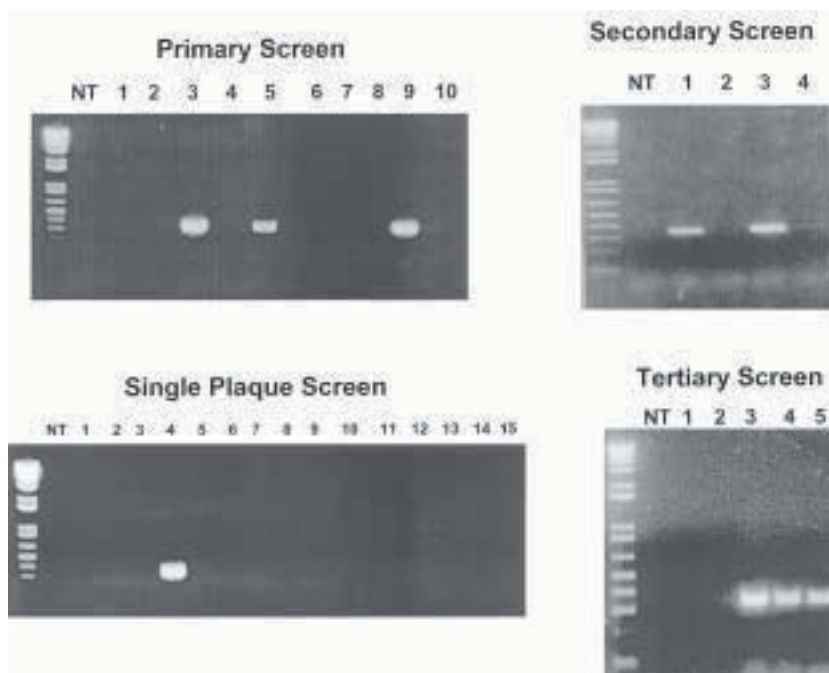 Primary Screen
NT 1 2 3 4 5 6 7 8 9 10
Secondary Screen
NT 1 2 3 4
Single Plaque Screen
NT 1 2 3 4 5 6 7 8 9 10 11 12 13 14 15
Tertiary Screen
NT 1 2 3 4 5